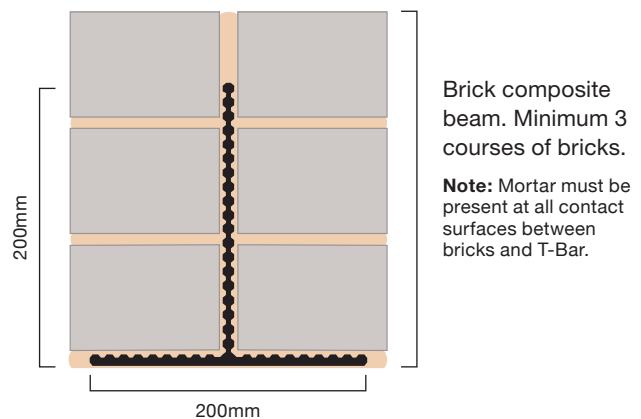 Brick composite
beam. Minimum 3
courses of bricks.
Note: Mortar must be
present at all contact
surfaces between
bricks and T-Bar.
200mm
200mm